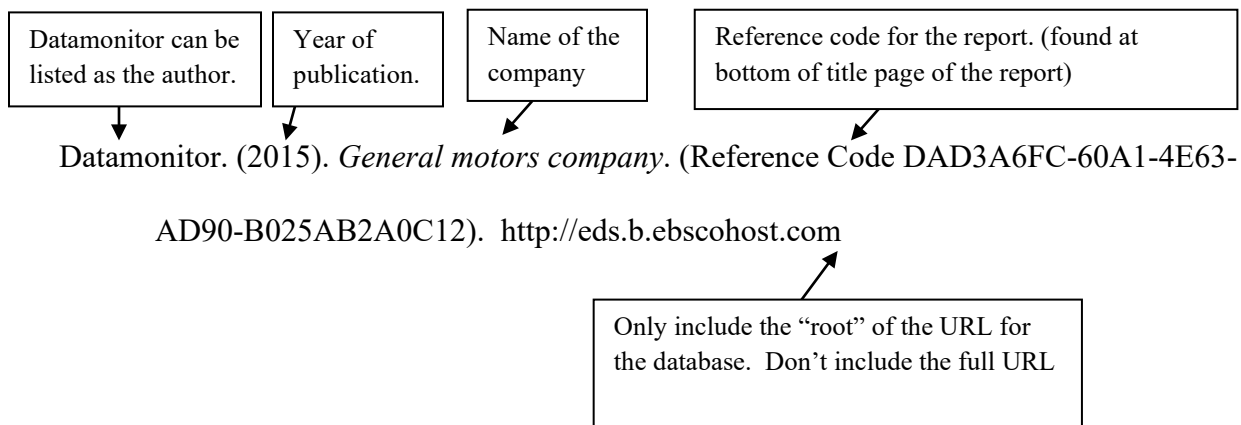 Datamonitor can be
listed as the author.
Year of
publication.
Name of the
company
Reference code for the report. (found at
bottom of title page of the report)
Datamonitor. (2015). General motors company. (Reference Code DAD3A6FC-60A1-4E63-
AD90-B025AB2A0C12).  http://eds.b.ebscohost.com
Only include the “root” of the URL for
the database.  Don’t include the full URL